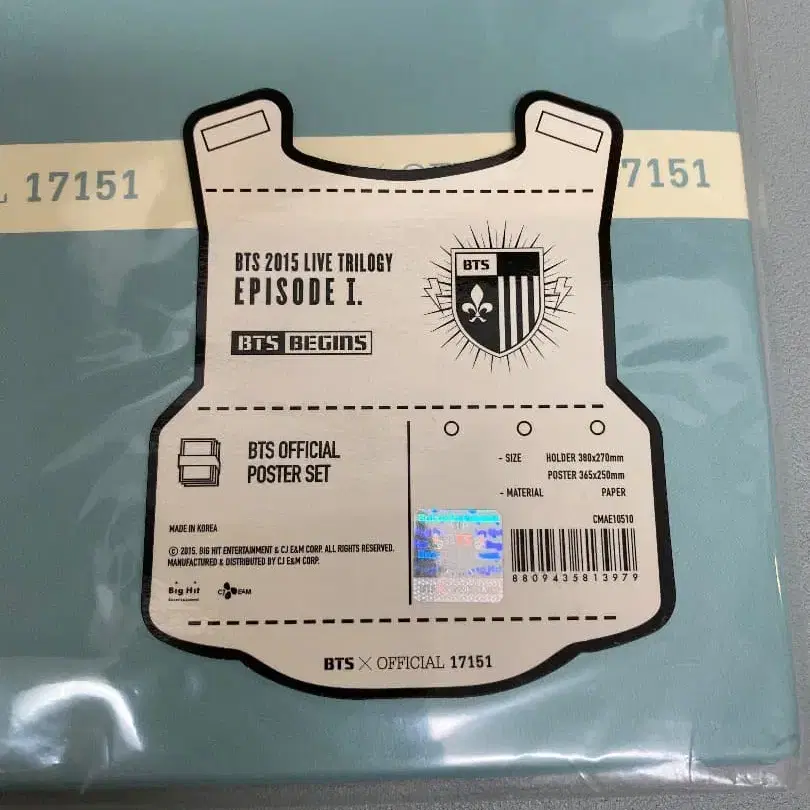 17151
7151
BTS 2015 LIVE TRILOGY
EPISODE I.
BTS BEGINS
BTS
BTS OFFICIAL
POSTER SET
- SIZE HOLDER 380x270mm
POSTER 365x250mm
- MATERIAL PAPER
CMAE10510
MADE IN KOREA
© 2015. BIG HIT ENTERTAINMENT & CJ E&M CORP. ALL RIGHTS RESERVED.
MANUFACTURED & DISTRIBUTED BY CJ E&M CORP.
Big Hit
Entertainment
CJ E&M
8809435813979
BTS X OFFICIAL 17151